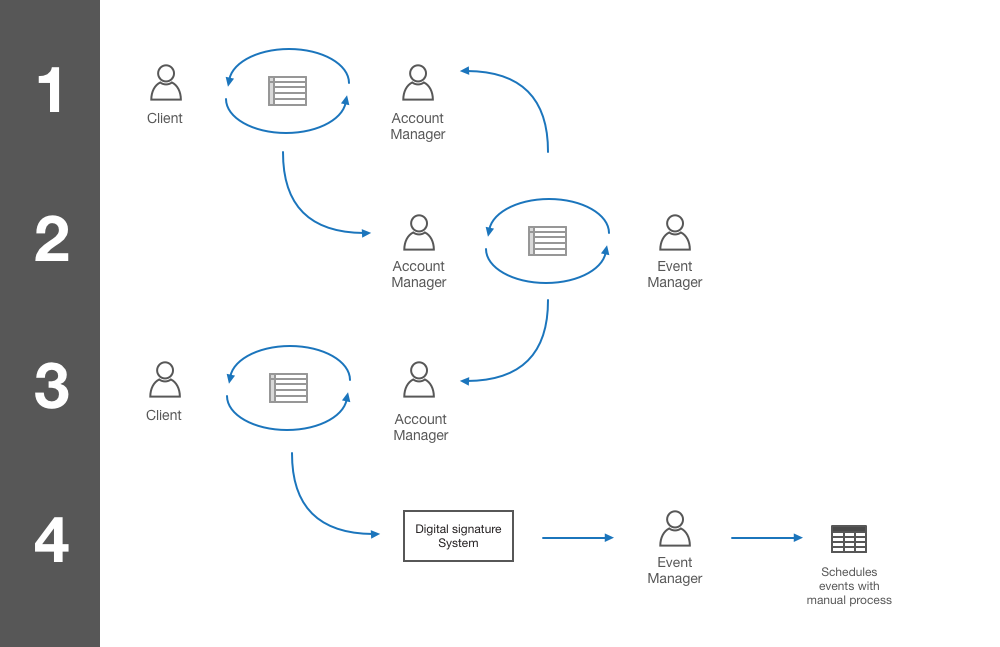 1
Client
Account
Manager
2
Account
Manager
Event
Manager
3
Client
Account
Manager
4
Digital signature
System
Event
Manager
Schedules
events with
manual process